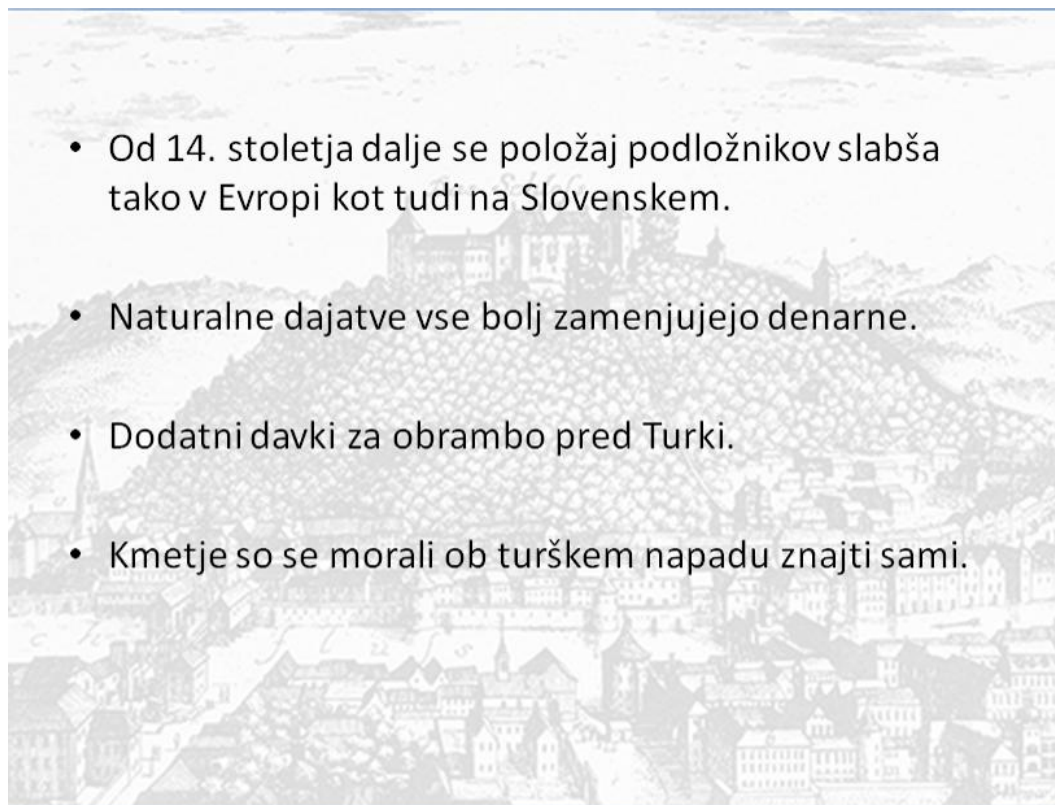 • Od 14. stoletja dalje se položaj podložnikov slabša
tako v Evropi kot tudi na Slovenskem.
• Naturalne dajatve vse bolj zamenjujejo denarne.
• Dodatni davki za obrambo pred Turki.
• Kmetje so se morali ob turškem napadu znajti sami.